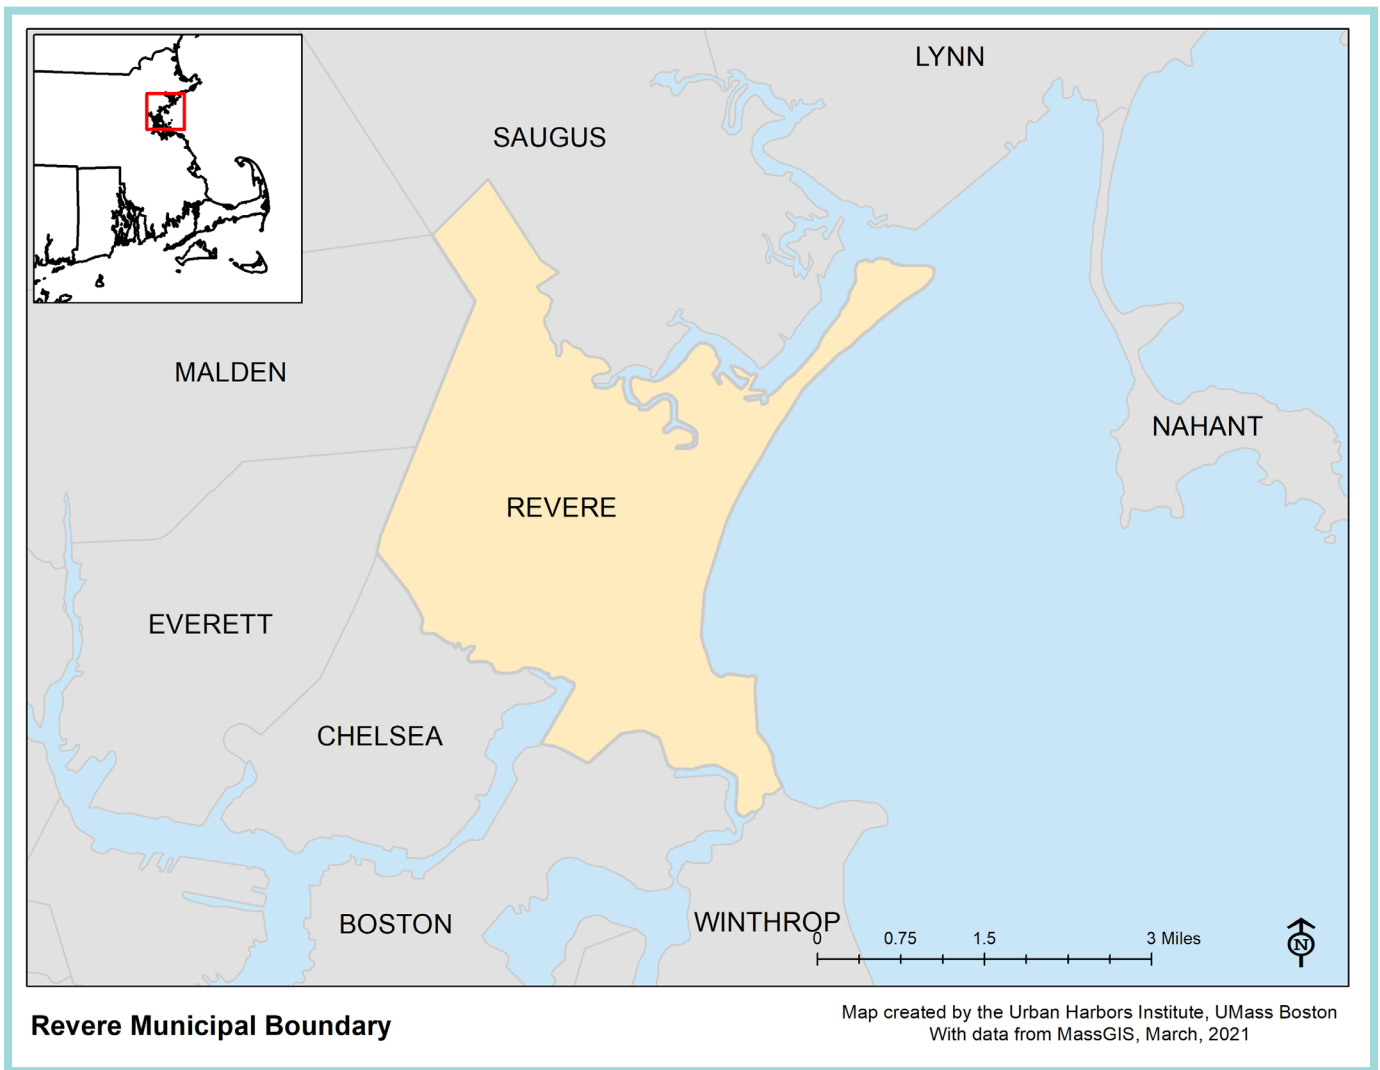 LYNN
SAUGUS
MALDEN
NAHANT
REVERE
EVERETT
CHELSEA
BOSTON
WINTHROP
0 0.75 1.5 3 Miles
N
Revere Municipal Boundary
Map created by the Urban Harbors Institute, UMass Boston
With data from MassGIS, March, 2021